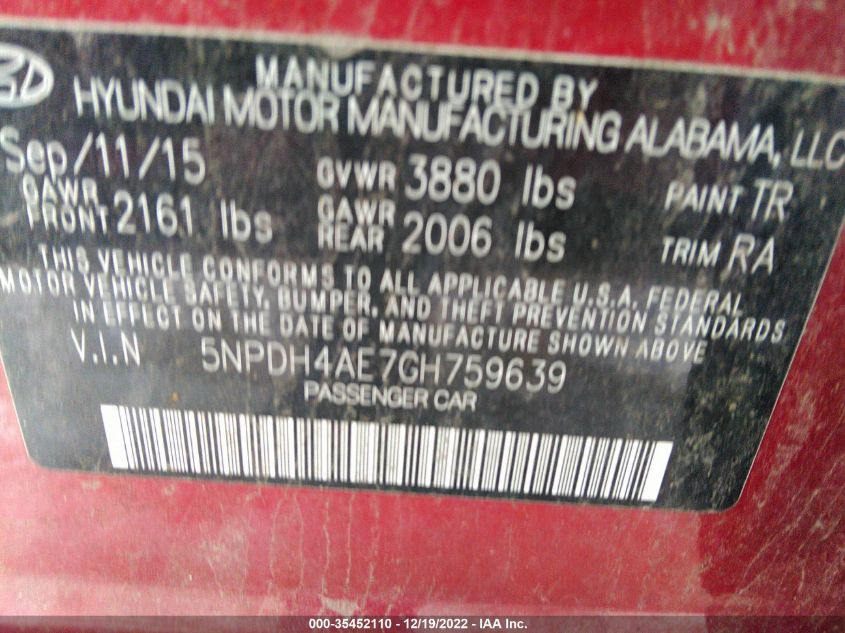 MANUFACTURED BY
HYUNDAI MOTOR MANUFACTURING ALABAMA, LLC
Sep/11/15 GVWR 3880 lbs PAINT TR
GAWR FRONT 2161 lbs GAWR REAR 2006 lbs TRIM RA
THIS VEHICLE CONFORMS TO ALL APPLICABLE U.S.A. FEDERAL
MOTOR VEHICLE SAFETY, BUMPER, AND THEFT PREVENTION STANDARDS
IN EFFECT ON THE DATE OF MANUFACTURE SHOWN ABOVE.
V.I.N 5NPDH4AE7GH759639
PASSENGER CAR
000-35452110 - 12/19/2022 - IAA Inc.